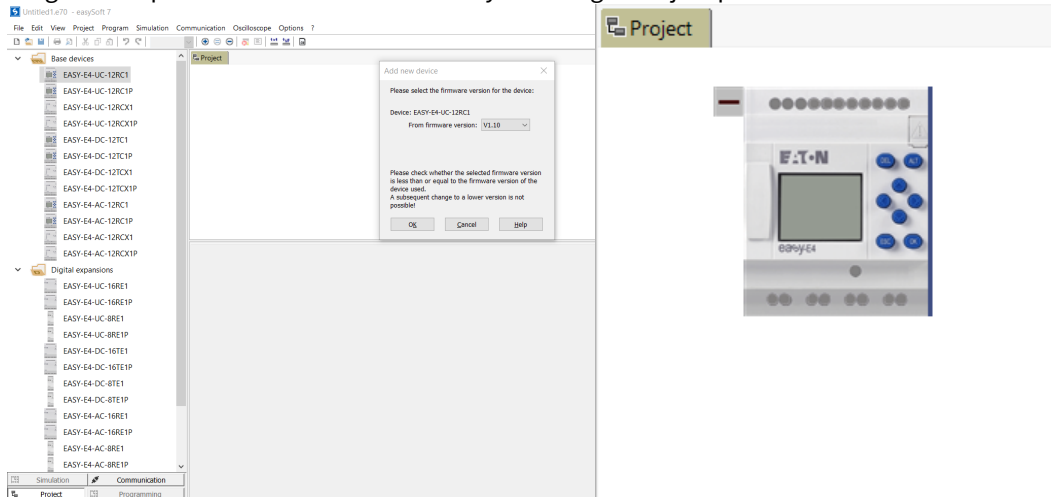 Untitled1.e70 - easySoft 7
File Edit View Project Program Simulation Communication Oscilloscope Options ?
Base devices
EASY-E4-UC-12RC1
EASY-E4-UC-12RC1P
EASY-E4-UC-12RCX1
EASY-E4-UC-12RCX1P
EASY-E4-DC-12TC1
EASY-E4-DC-12TC1P
EASY-E4-DC-12TCX1
EASY-E4-DC-12TCX1P
EASY-E4-AC-12RC1
EASY-E4-AC-12RC1P
EASY-E4-AC-12RCX1
EASY-E4-AC-12RCX1P
Digital expansions
EASY-E4-UC-16RE1
EASY-E4-UC-16RE1P
EASY-E4-UC-8RE1
EASY-E4-UC-8RE1P
EASY-E4-DC-16TE1
EASY-E4-DC-16TE1P
EASY-E4-DC-8TE1
EASY-E4-DC-8TE1P
EASY-E4-AC-16RE1
EASY-E4-AC-16RE1P
EASY-E4-AC-8RE1
EASY-E4-AC-8RE1P
Simulation Communication
Project Programming
Project
Add new device
Please select the firmware version for the device:
Device: EASY-E4-UC-12RC1
From firmware version: V1.10
Please check whether the selected firmware version
is less than or equal to the firmware version of the
device used.
A subsequent change to a lower version is not
possible!
OK Cancel Help
Project
EATON
DEL ALT
easyE4
ESC OK